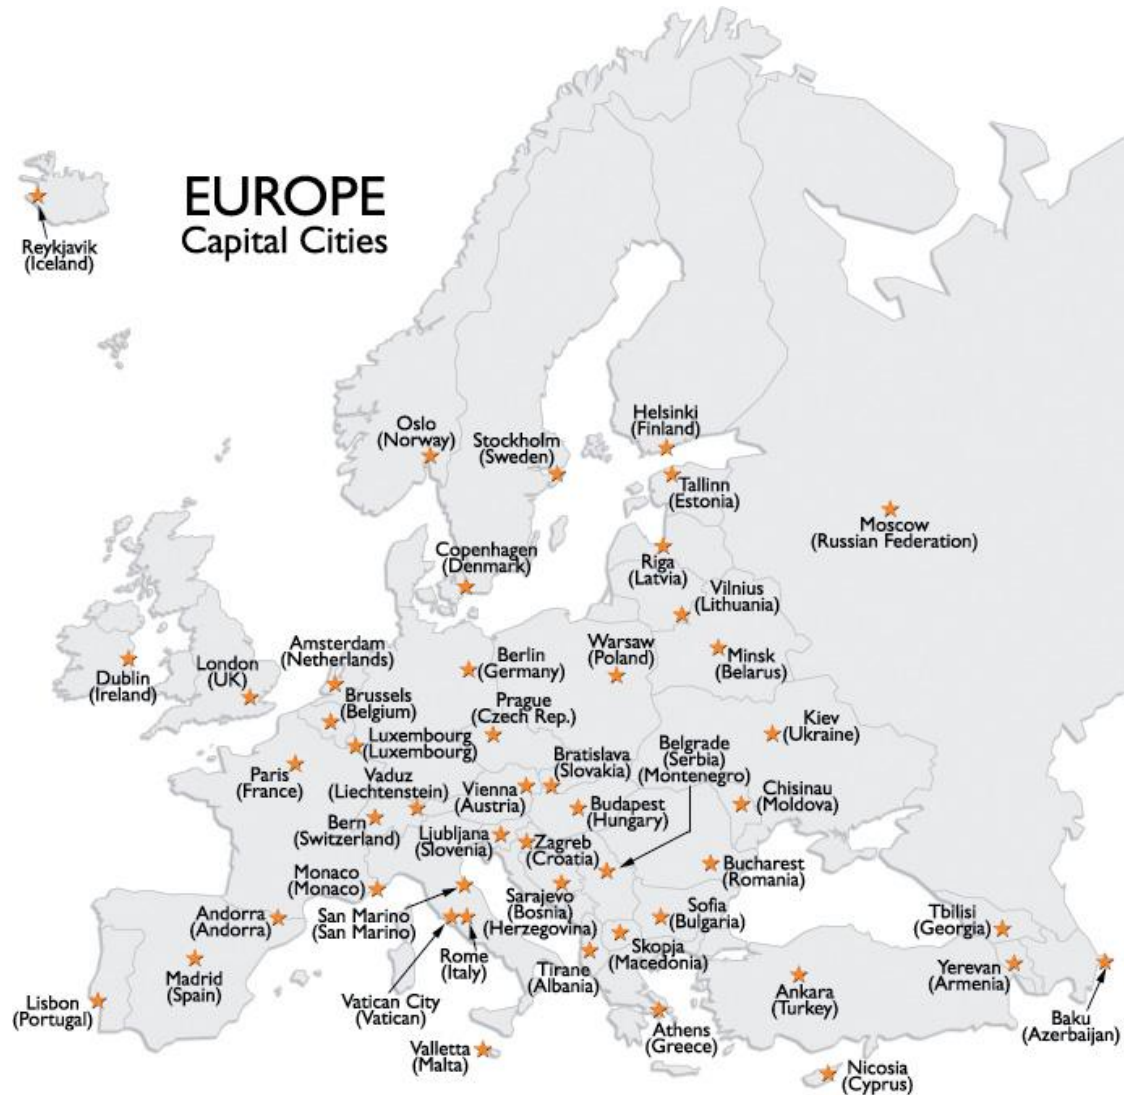 EUROPE
Capital Cities
Reykjavik
(Iceland)
Oslo
(Norway)
Stockholm
(Sweden)
Helsinki
(Finland)
Tallinn
(Estonia)
Moscow
(Russian Federation)
Copenhagen
(Denmark)
Riga
(Latvia)
Vilnius
(Lithuania)
Dublin
(Ireland)
London
(UK)
Amsterdam
(Netherlands)
Berlin
(Germany)
Warsaw
(Poland)
Minsk
(Belarus)
Brussels
(Belgium)
Prague
(Czech Rep.)
Kiev
(Ukraine)
Luxembourg
(Luxembourg)
Paris
(France)
Vaduz
(Liechtenstein)
Vienna
(Austria)
Bratislava
(Slovakia)
Belgrade
(Serbia)
(Montenegro)
Chisinau
(Moldova)
Bern
(Switzerland)
Budapest
(Hungary)
Ljubljana
(Slovenia)
Zagreb
(Croatia)
Bucharest
(Romania)
Monaco
(Monaco)
Andorra
(Andorra)
San Marino
(San Marino)
Sarajevo
(Bosnia)
(Herzegovina)
Sofia
(Bulgaria)
Tbilisi
(Georgia)
Madrid
(Spain)
Rome
(Italy)
Skopja
(Macedonia)
Tirane
(Albania)
Yerevan
(Armenia)
Lisbon
(Portugal)
Vatican City
(Vatican)
Ankara
(Turkey)
Baku
(Azerbaijan)
Athens
(Greece)
Valletta
(Malta)
Nicosia
(Cyprus)